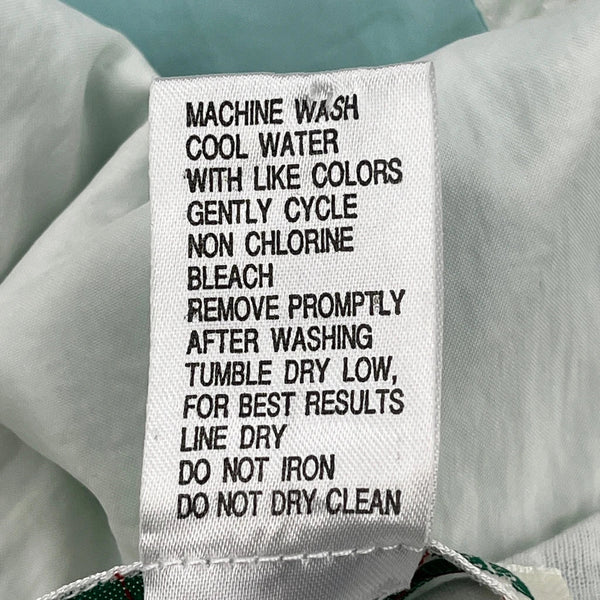 MACHINE WASH
COOL WATER
WITH LIKE COLORS
GENTLY CYCLE
NON CHLORINE
BLEACH
REMOVE PROMPTLY
AFTER WASHING
TUMBLE DRY LOW,
FOR BEST RESULTS
LINE DRY
DO NOT IRON
DO NOT DRY CLEAN